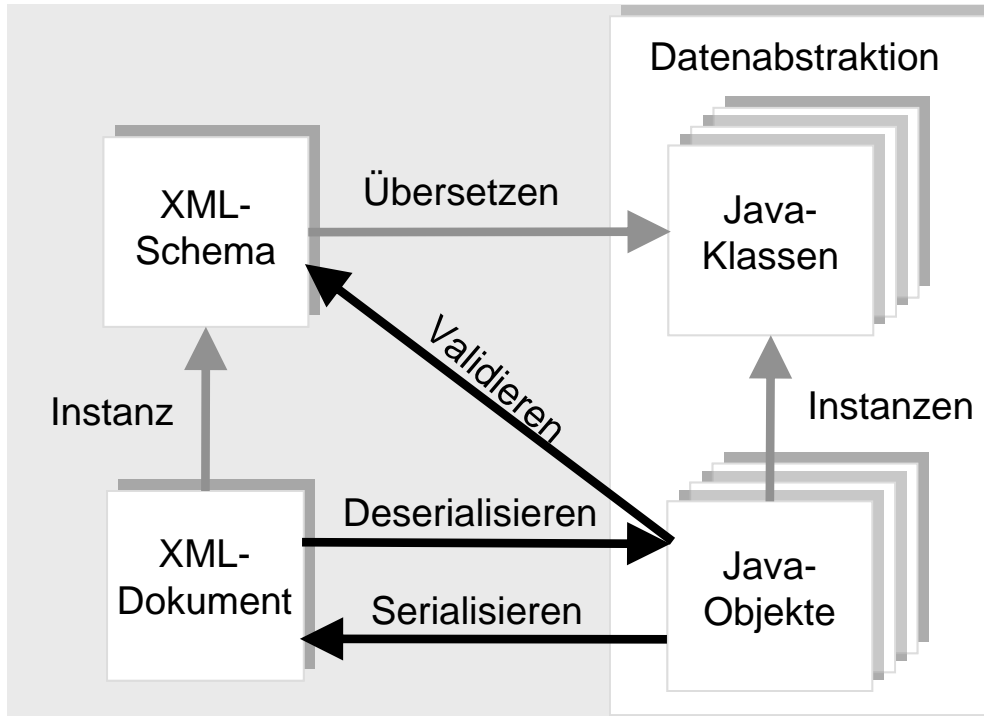 Datenabstraktion
XML-
Schema
Übersetzen
Java-
Klassen
Validieren
Instanz
Instanzen
XML-
Dokument
Deserialisieren
Serialisieren
Java-
Objekte